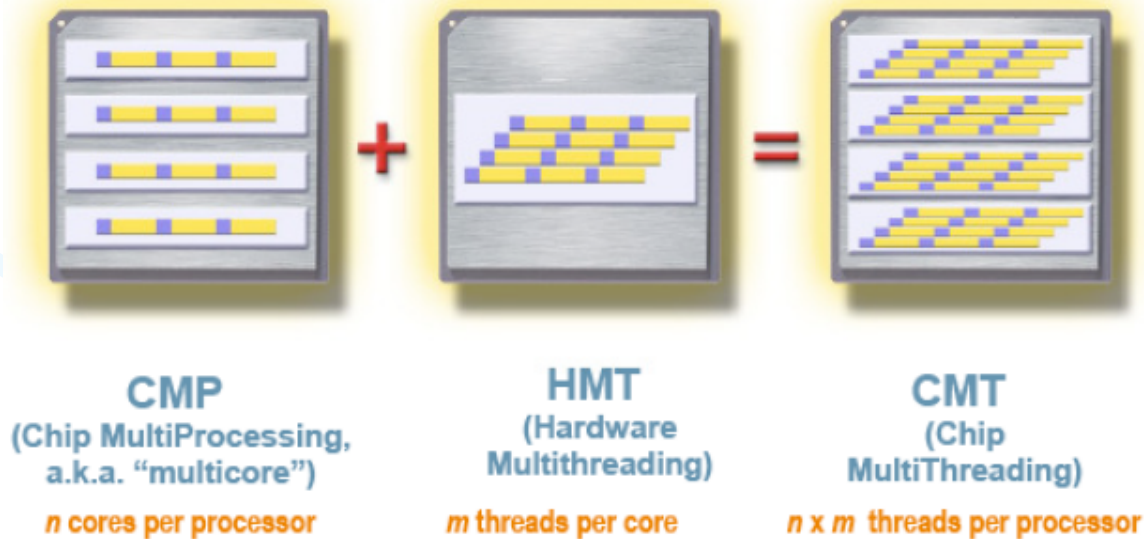 +
=
CMP
(Chip MultiProcessing,
a.k.a. “multicore”)
n cores per processor
HMT
(Hardware
Multithreading)
m threads per core
CMT
(Chip
MultiThreading)
n x m threads per processor